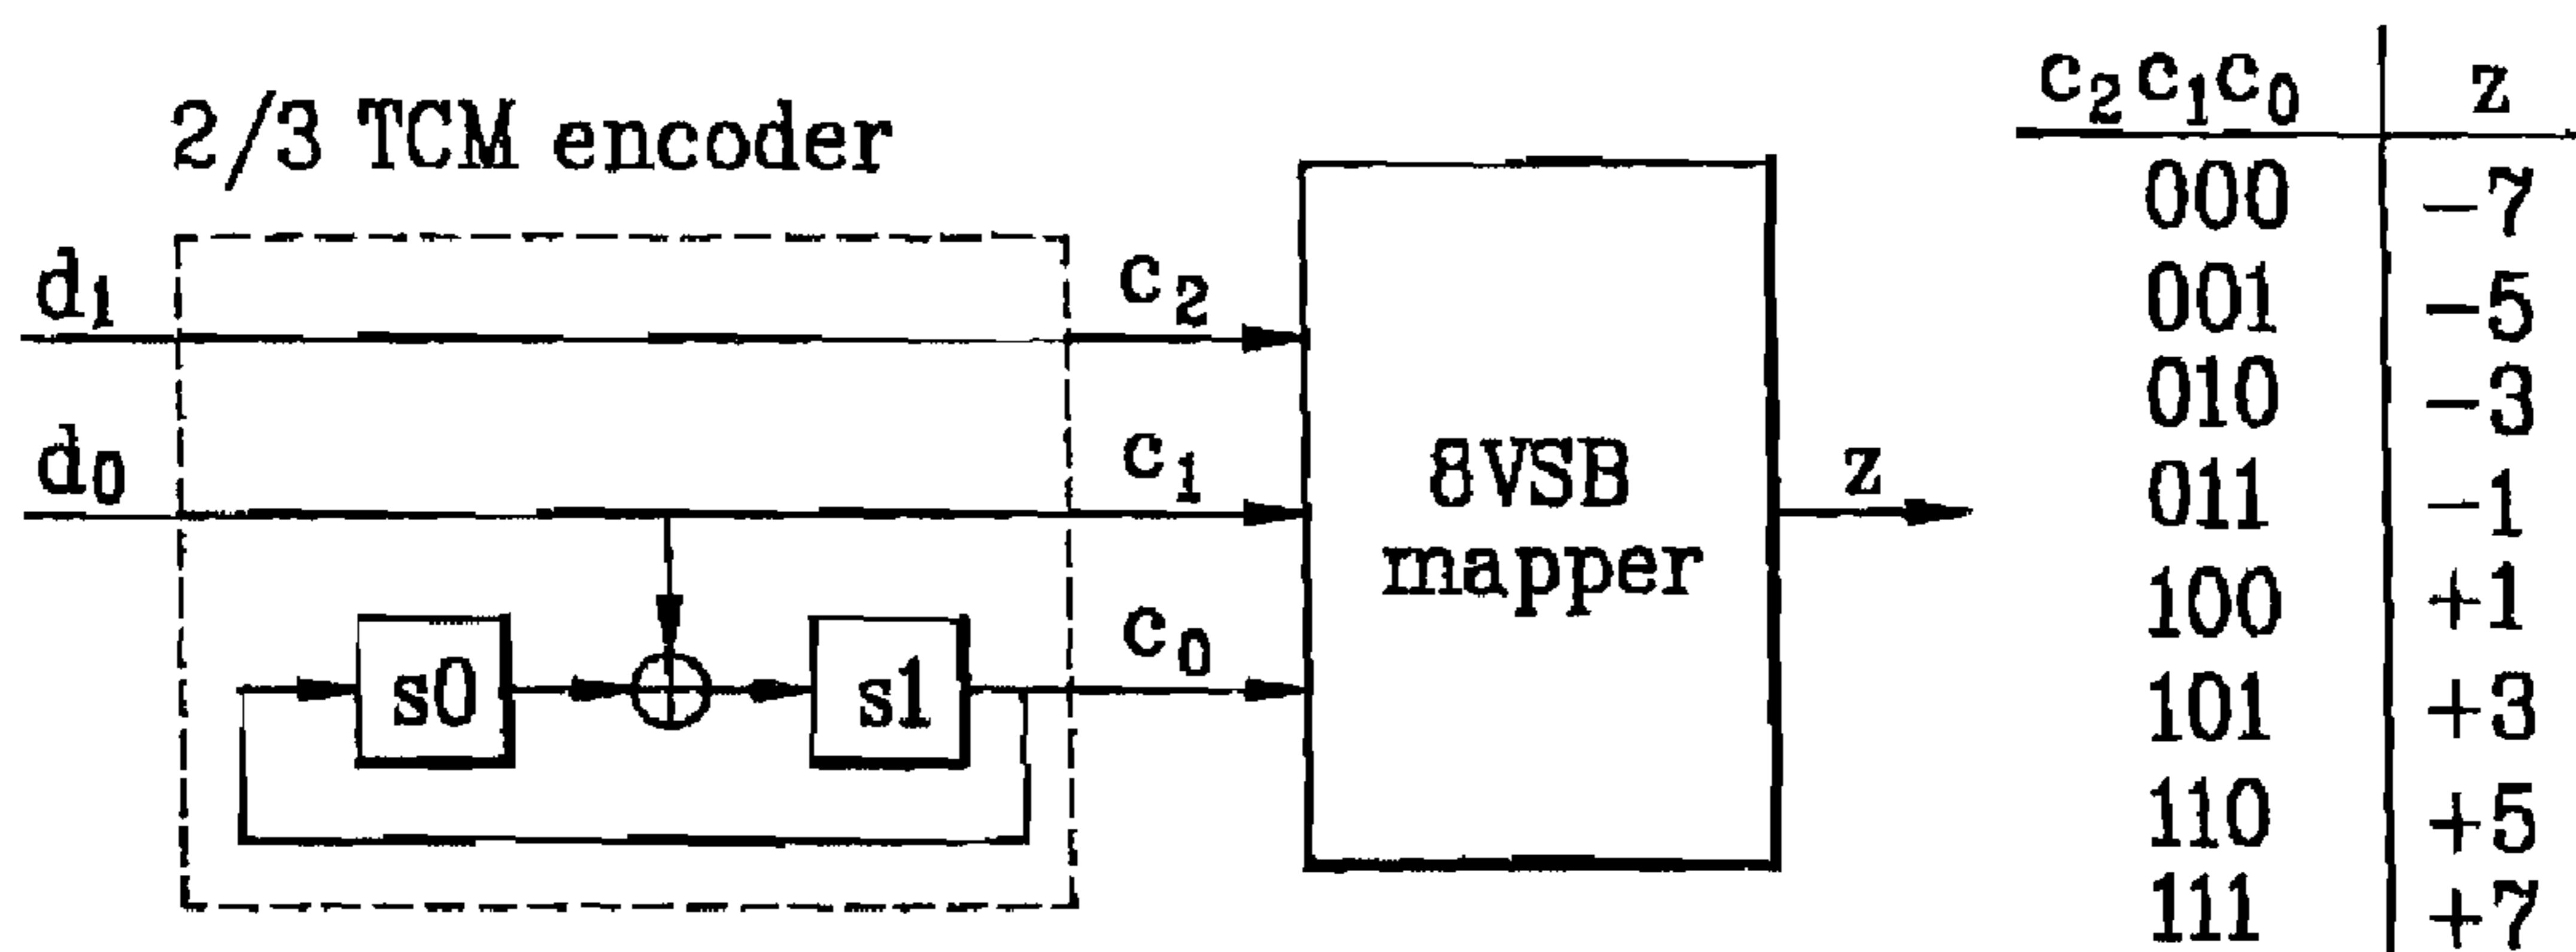 2/3 TCM encoder
d₁
d₀
c₂
c₁
c₀
s0
s1
8VSB
mapper
z
c₂c₁c₀ z
000 −7
001 −5
010 −3
011 −1
100 +1
101 +3
110 +5
111 +7